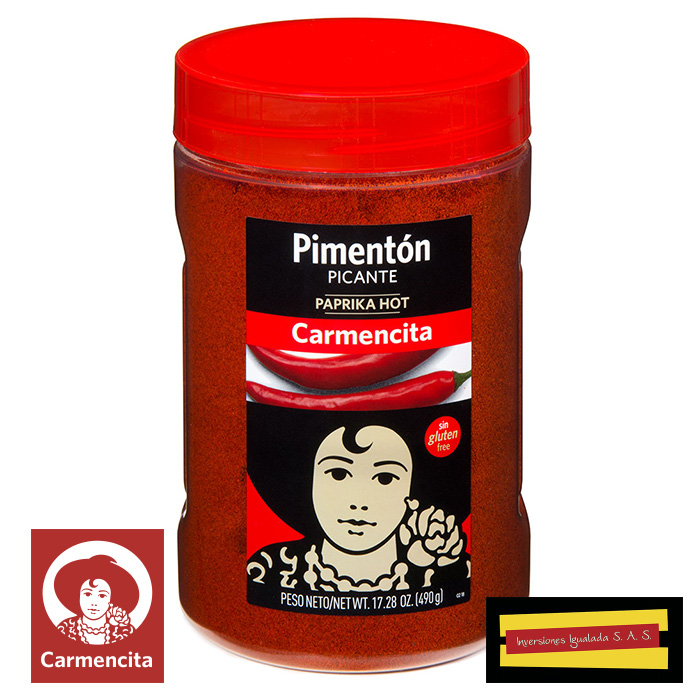 Pimentón
PICANTE
PAPRIKA HOT
Carmencita
sin
gluten
free
PESO NETO/NET WT. 17.28 OZ. (490g)
Carmencita
Inversiones Igualada S. A. S.